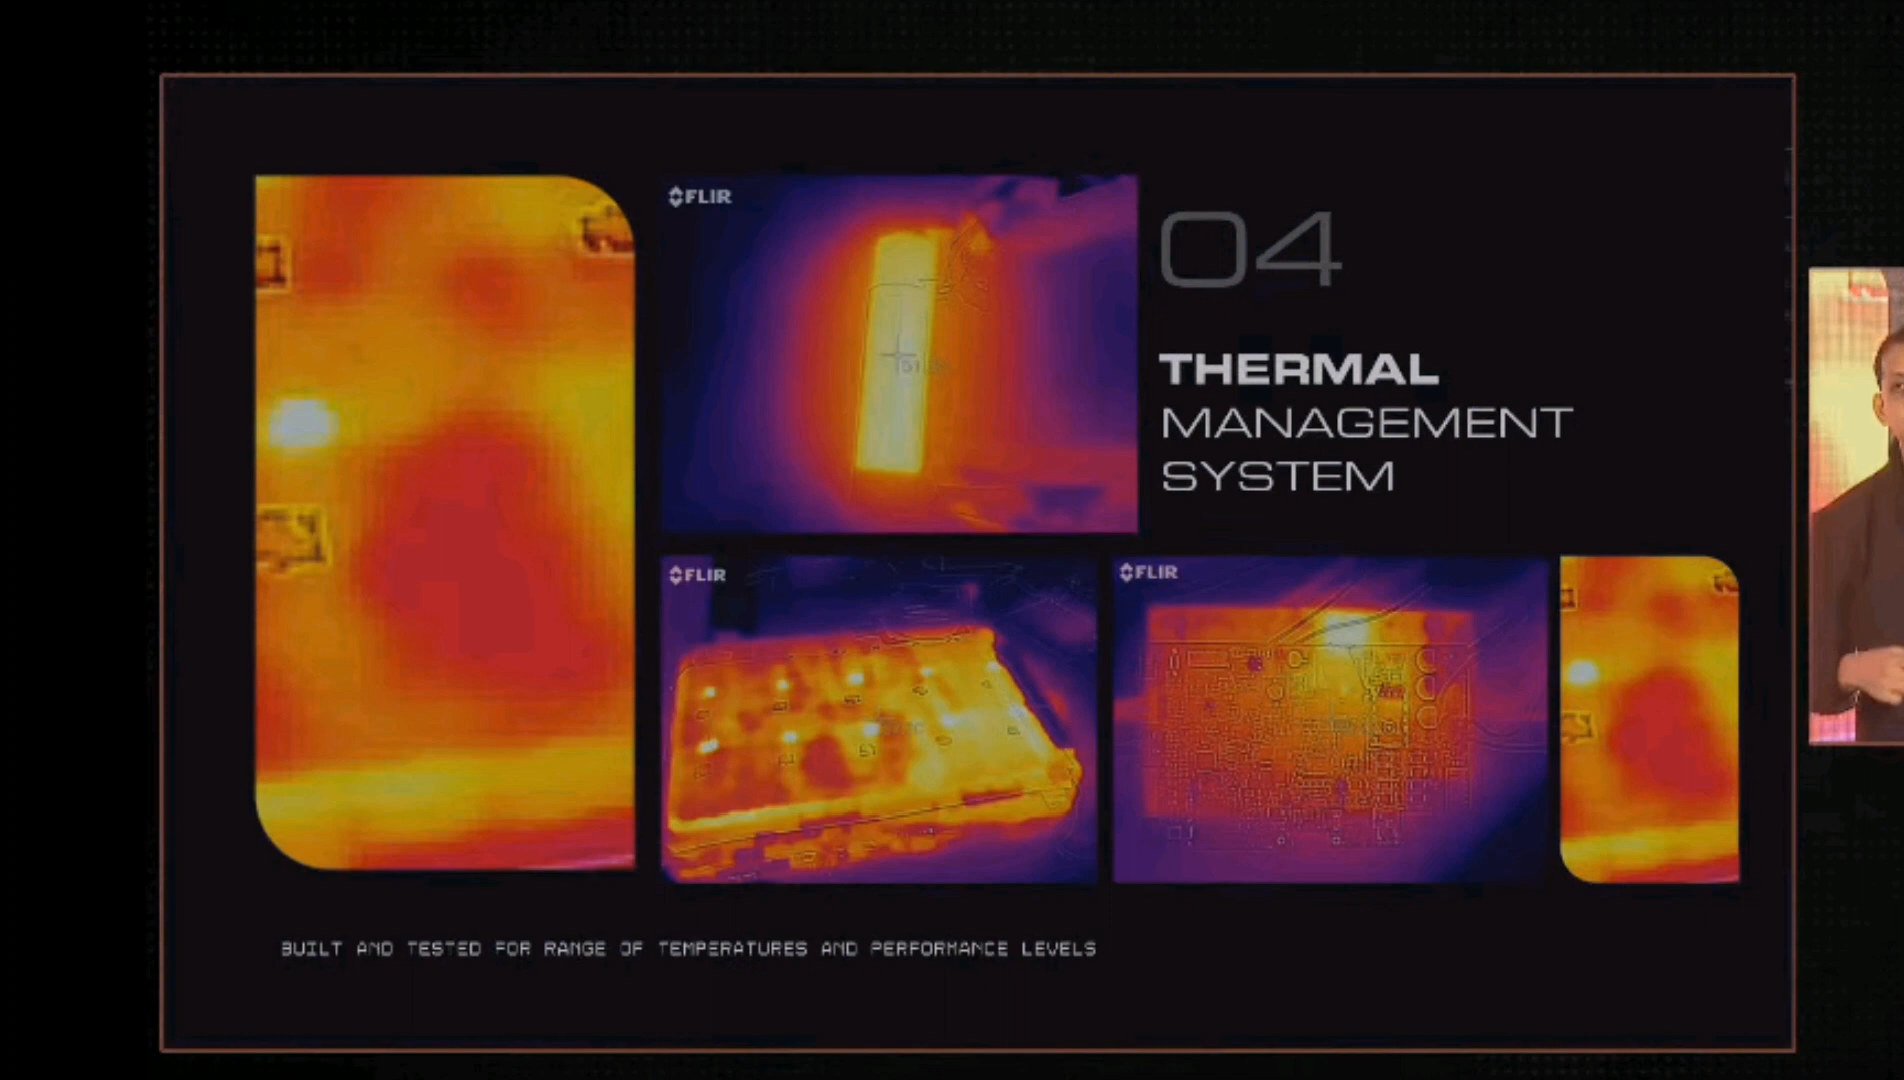 FLIR
04
THERMAL
MANAGEMENT
SYSTEM
FLIR
FLIR
BUILT AND TESTED FOR RANGE OF TEMPERATURES AND PERFORMANCE LEVELS